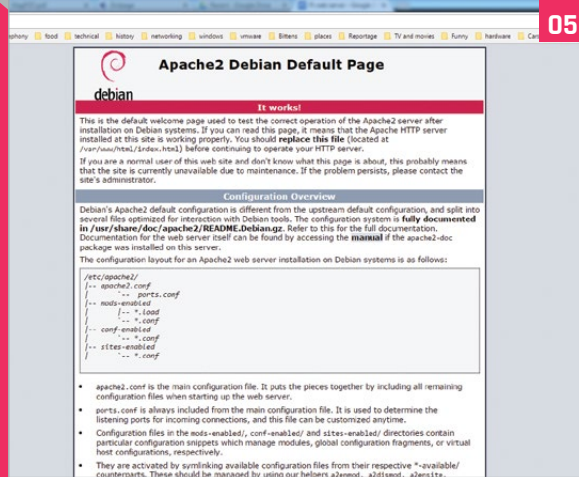 05
food technical history networking windows vmware Bitens places Reportage TV and movies Funny hardware
Apache2 Debian Default Page
debian
It works!
This is the default welcome page used to test the correct operation of the Apache2 server after
installation on Debian systems. If you can read this page, it means that the Apache HTTP server
installed at this site is working properly. You should replace this file (located at
/var/www/html/index.html) before continuing to operate your HTTP server.
If you are a normal user of this web site and don't know what this page is about, this probably means
that the site is currently unavailable due to maintenance. If the problem persists, please contact the
site's administrator.
Configuration Overview
Debian's Apache2 default configuration is different from the upstream default configuration, and split into
several files optimized for interaction with Debian tools. The configuration system is fully documented
in /usr/share/doc/apache2/README.Debian.gz. Refer to this for the full documentation.
Documentation for the web server itself can be found by accessing the manual if the apache2-doc
package was installed on this server.
The configuration layout for an Apache2 web server installation on Debian systems is as follows:
/etc/apache2/
|-- apache2.conf
|       `-- ports.conf
|-- mods-enabled
|       |-- *.load
|       `-- *.conf
|-- conf-enabled
|       `-- *.conf
|-- sites-enabled
|       `-- *.conf
• apache2.conf is the main configuration file. It puts the pieces together by including all remaining
configuration files when starting up the web server.
• ports.conf is always included from the main configuration file. It is used to determine the
listening ports for incoming connections, and this file can be customized anytime.
• Configuration files in the mods-enabled/, conf-enabled/ and sites-enabled/ directories contain
particular configuration snippets which manage modules, global configuration fragments, or virtual
host configurations, respectively.
• They are activated by symlinking available configuration files from their respective *-available/
counterparts. These should be managed by using our helpers a2enmod, a2dismod, a2ensite,